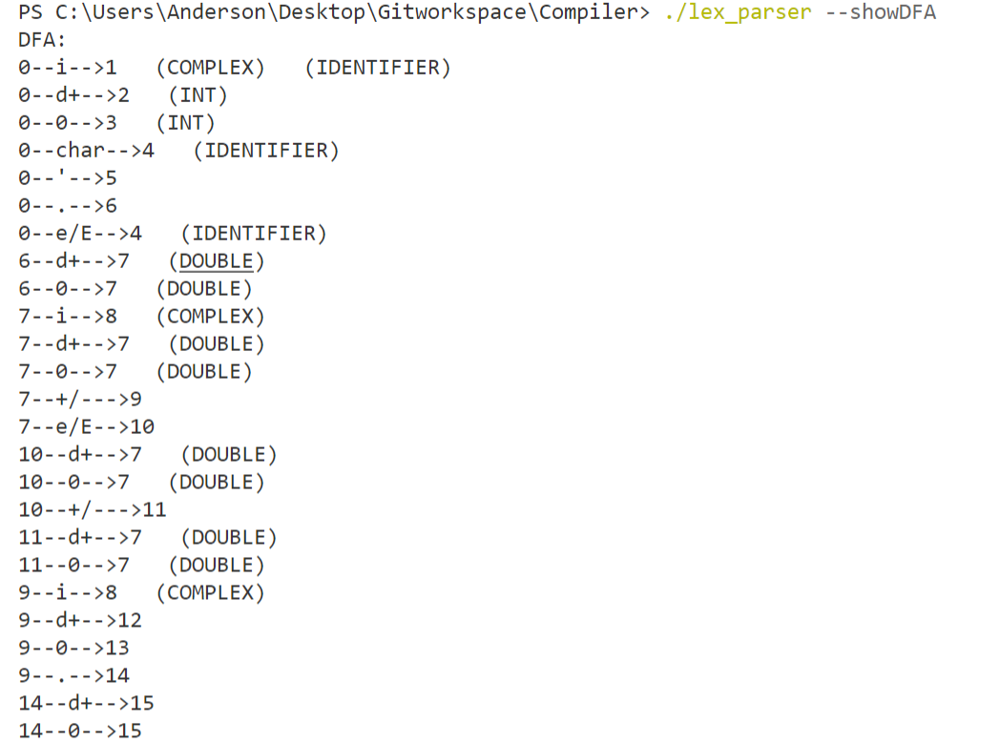 PS C:\Users\Anderson\Desktop\Gitworkspace\Compiler> ./lex_parser --showDFA
DFA:
0--i-->1   (COMPLEX)   (IDENTIFIER)
0--d+-->2   (INT)
0--0-->3   (INT)
0--char-->4   (IDENTIFIER)
0--'-->5
0--.-->6
0--e/E-->4   (IDENTIFIER)
6--d+-->7   (DOUBLE)
6--0-->7   (DOUBLE)
7--i-->8   (COMPLEX)
7--d+-->7   (DOUBLE)
7--0-->7   (DOUBLE)
7--+/--->9
7--e/E-->10
10--d+-->7   (DOUBLE)
10--0-->7   (DOUBLE)
10--+/--->11
11--d+-->7   (DOUBLE)
11--0-->7   (DOUBLE)
9--i-->8   (COMPLEX)
9--d+-->12
9--0-->13
9--.-->14
14--d+-->15
14--0-->15